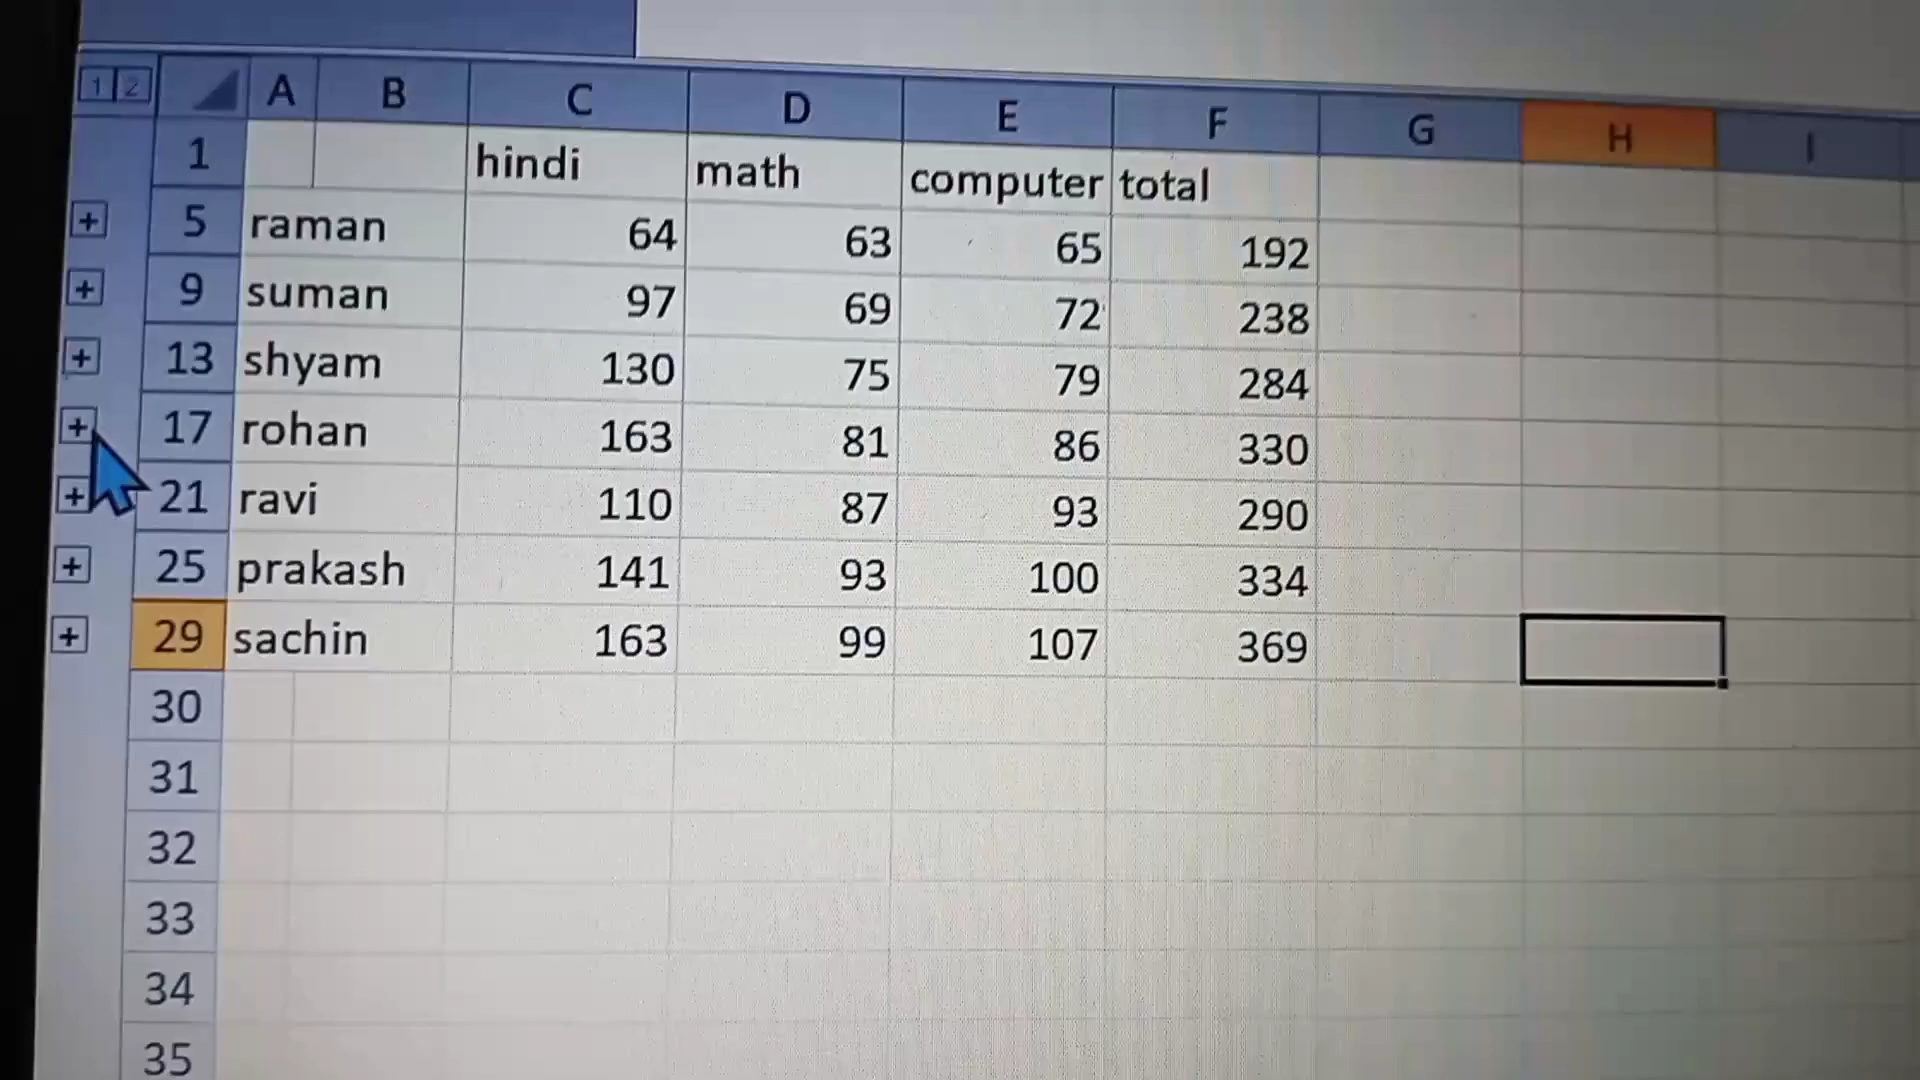 1 2 A B C D E F G H I
1 hindi math computer total
5 raman 64 63 65 192
9 suman 97 69 72 238
13 shyam 130 75 79 284
17 rohan 163 81 86 330
21 ravi 110 87 93 290
25 prakash 141 93 100 334
29 sachin 163 99 107 369
30
31
32
33
34
35